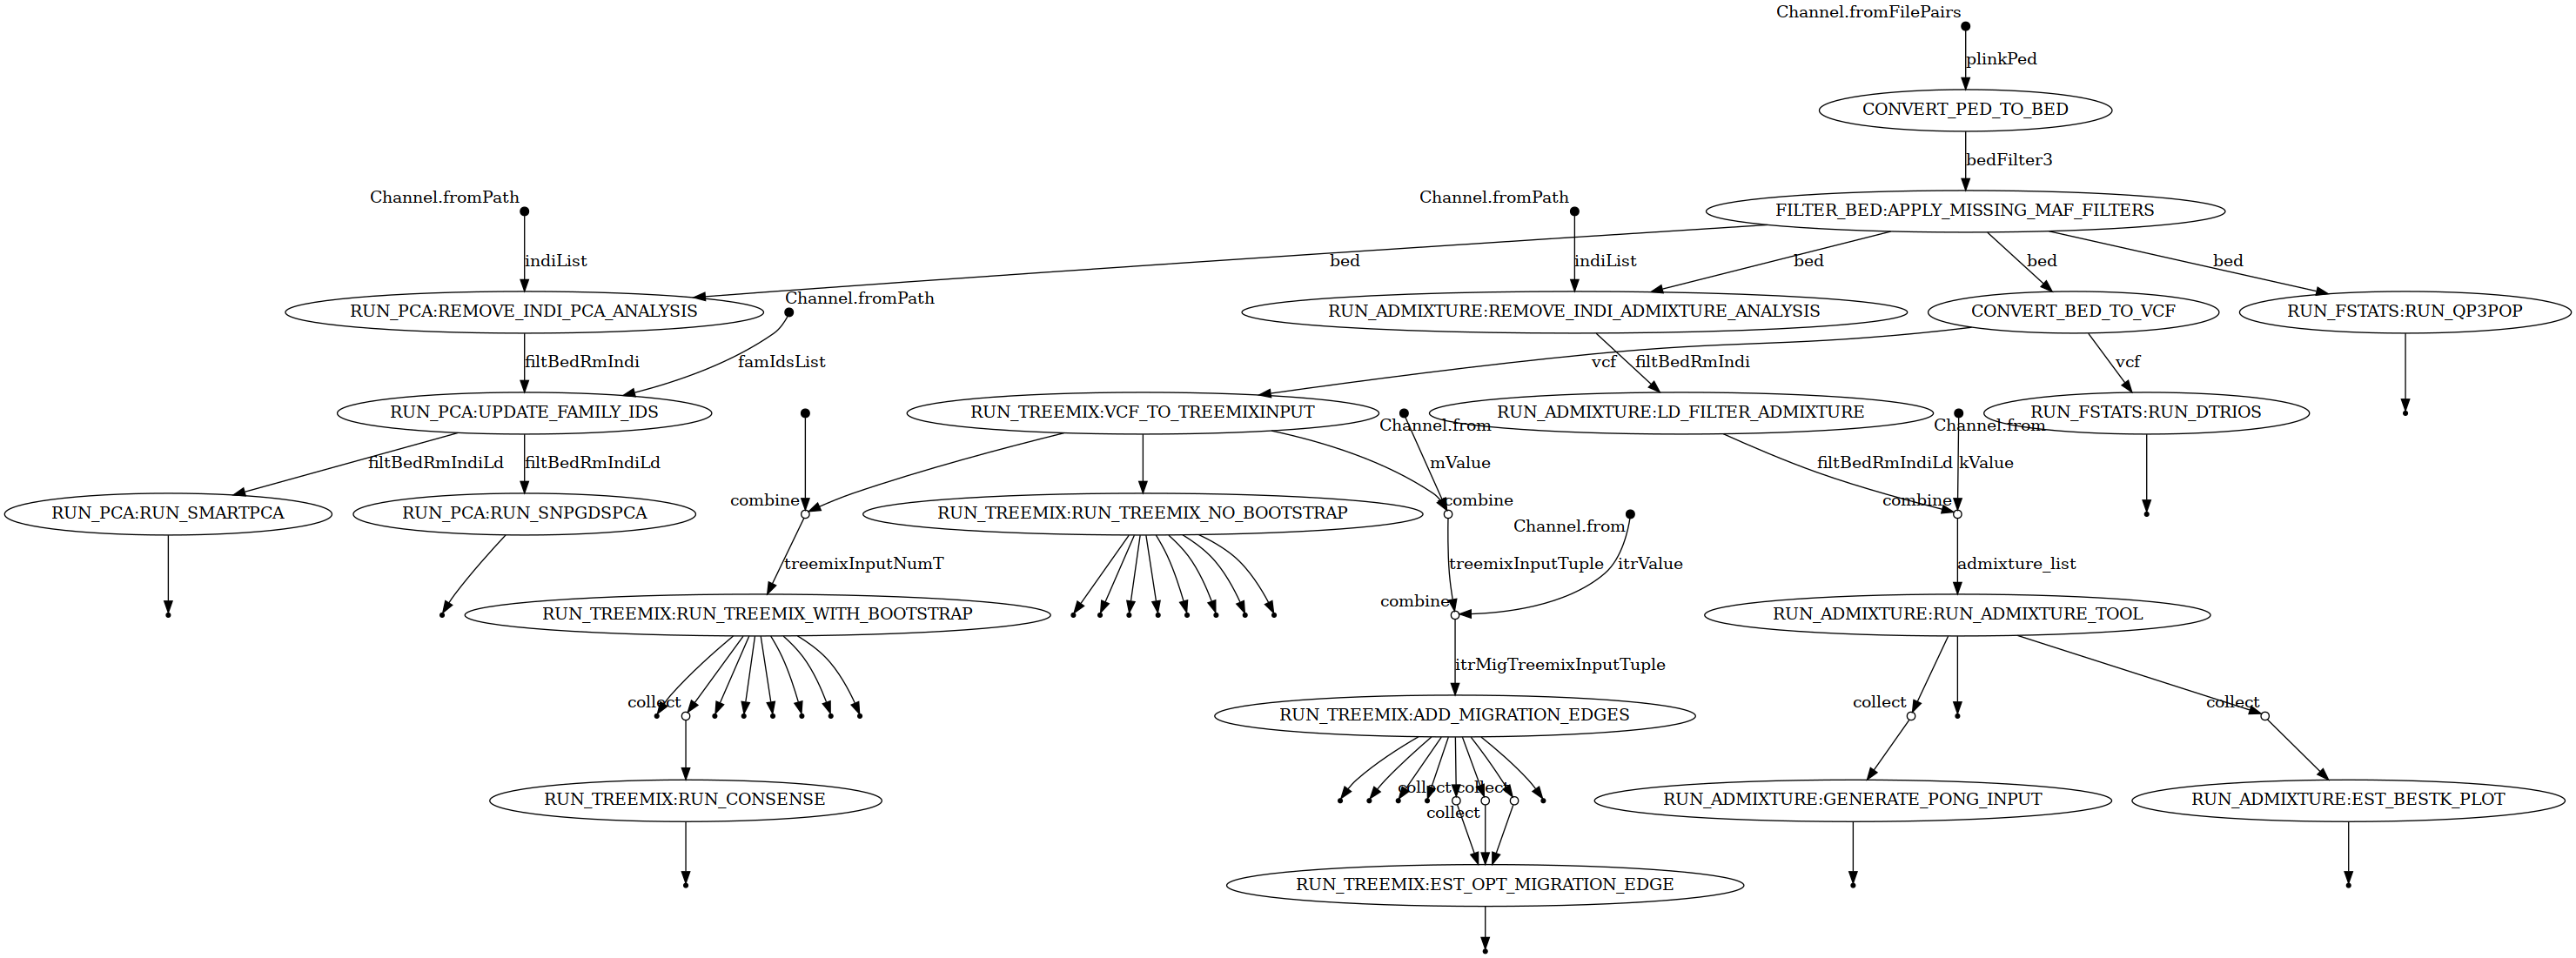 Channel.fromFilePairs
plinkPed
CONVERT_PED_TO_BED
bedFilter3
Channel.fromPath
Channel.fromPath
FILTER_BED:APPLY_MISSING_MAF_FILTERS
indiList
bed
indiList
bed
bed
bed
RUN_PCA:REMOVE_INDI_PCA_ANALYSIS
Channel.fromPath
RUN_ADMIXTURE:REMOVE_INDI_ADMIXTURE_ANALYSIS
CONVERT_BED_TO_VCF
RUN_FSTATS:RUN_QP3POP
filtBedRmIndi
famIdsList
vcf
filtBedRmIndi
vcf
RUN_PCA:UPDATE_FAMILY_IDS
RUN_TREEMIX:VCF_TO_TREEMIXINPUT
Channel.from
RUN_ADMIXTURE:LD_FILTER_ADMIXTURE
Channel.from
RUN_FSTATS:RUN_DTRIOS
filtBedRmIndiLd
filtBedRmIndiLd
mValue
filtBedRmIndiLd
kValue
combine
combine
combine
RUN_PCA:RUN_SMARTPCA
RUN_PCA:RUN_SNPGDSPCA
RUN_TREEMIX:RUN_TREEMIX_NO_BOOTSTRAP
Channel.from
treemixInputNumT
treemixInputTuple
itrValue
admixture_list
combine
RUN_TREEMIX:RUN_TREEMIX_WITH_BOOTSTRAP
RUN_ADMIXTURE:RUN_ADMIXTURE_TOOL
itrMigTreemixInputTuple
collect
collect
collect
RUN_TREEMIX:ADD_MIGRATION_EDGES
collect
collect
collect
RUN_TREEMIX:RUN_CONSENSE
RUN_ADMIXTURE:GENERATE_PONG_INPUT
RUN_ADMIXTURE:EST_BESTK_PLOT
RUN_TREEMIX:EST_OPT_MIGRATION_EDGE